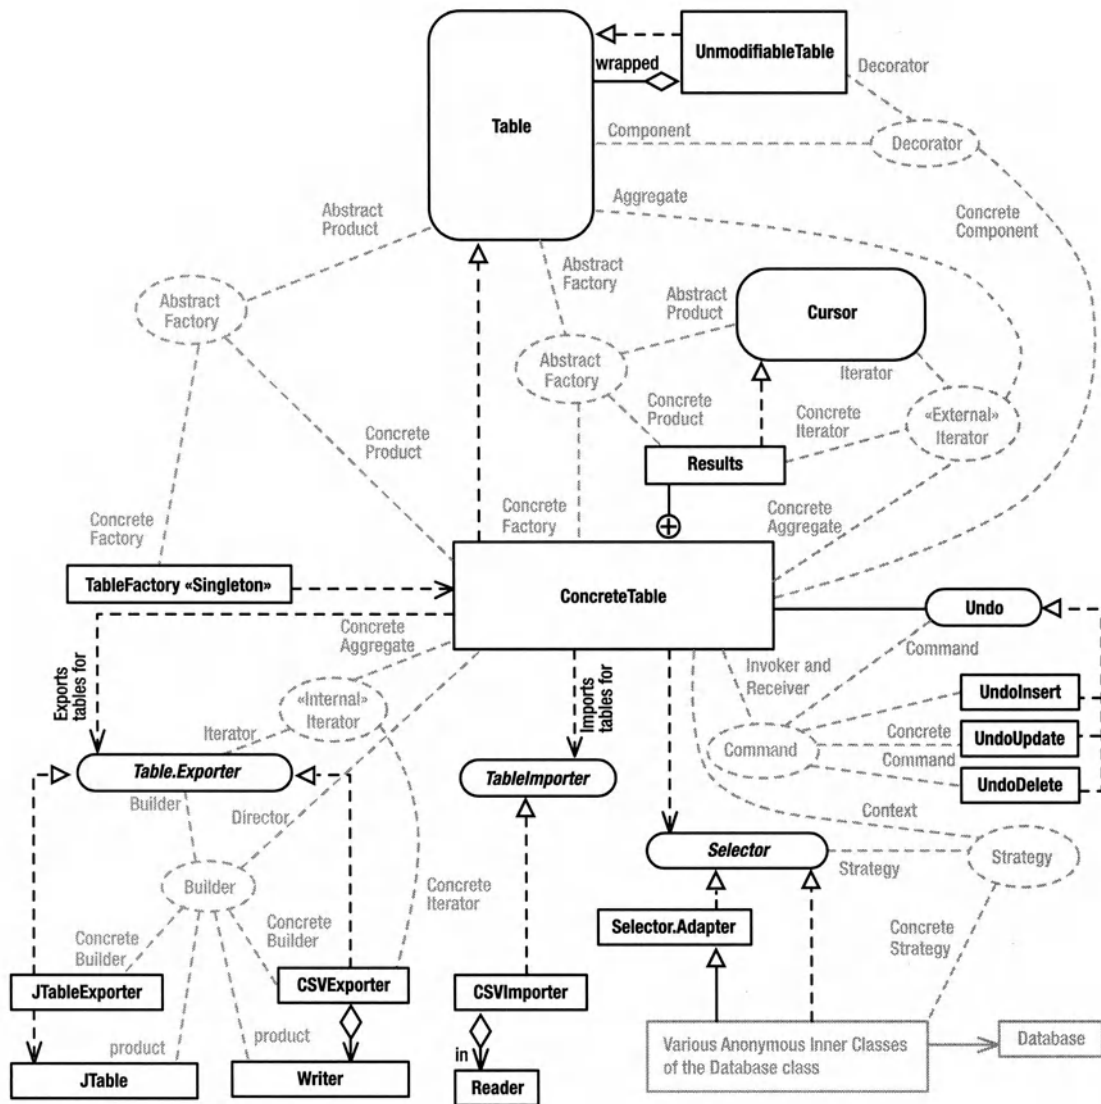 UnmodifiableTable
wrapped
Decorator
Table
Component
Decorator
Aggregate
Abstract
Product
Concrete
Component
Abstract
Factory
Abstract
Product
Abstract
Factory
Cursor
Abstract
Factory
Iterator
Concrete
Product
Concrete
Iterator
«External»
Iterator
Concrete
Product
Results
Concrete
Factory
Concrete
Factory
Concrete
Aggregate
TableFactory «Singleton»
ConcreteTable
Undo
Concrete
Aggregate
Command
Exports
tables for
Imports
tables for
Invoker and
Receiver
«Internal»
Iterator
UndoInsert
Iterator
Command
Concrete
Command
UndoUpdate
Table.Exporter
TableImporter
UndoDelete
Builder
Director
Context
Selector
Strategy
Strategy
Builder
Concrete
Iterator
Concrete
Builder
Concrete
Builder
Selector.Adapter
Concrete
Strategy
JTableExporter
CSVExporter
CSVImporter
product
product
in
Various Anonymous Inner Classes
of the Database class
Database
JTable
Writer
Reader